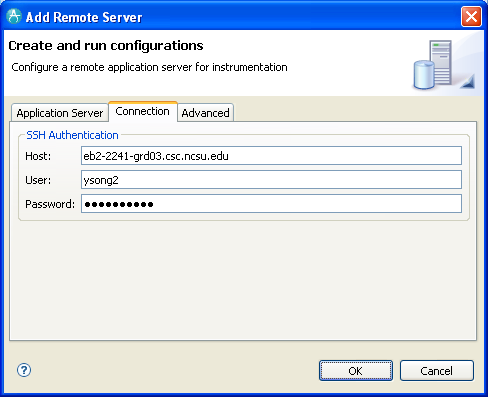 Add Remote Server
Create and run configurations
Configure a remote application server for instrumentation
Application Server Connection Advanced
SSH Authentication
Host: eb2-2241-grd03.csc.ncsu.edu
User: ysong2
Password: ●●●●●●●●●●
? OK Cancel